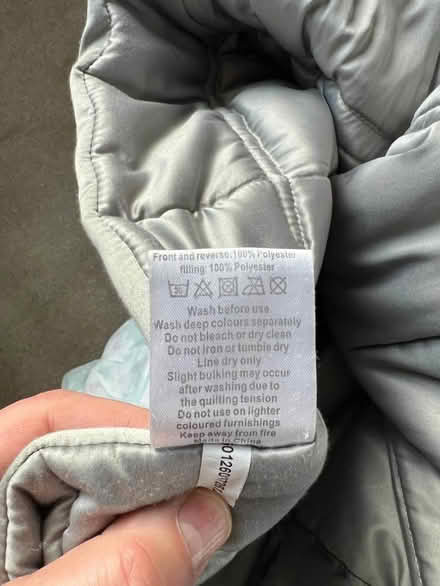 Front and reverse:100% Polyester
filling: 100% Polyester
Wash before use
Wash deep colours separately
Do not bleach or dry clean
Do not iron or tumble dry
Line dry only
Slight bulking may occur
after washing due to
the quilting tension
Do not use on lighter
coloured furnishings
Keep away from fire
Made in China